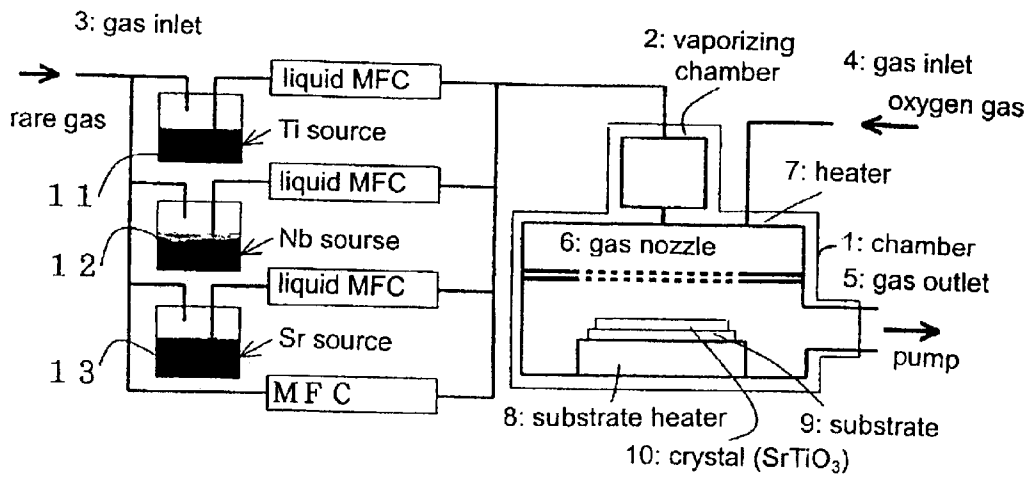 3: gas inlet
rare gas
liquid MFC
Ti source
11
liquid MFC
Nb sourse
12
liquid MFC
Sr source
13
MFC
2: vaporizing
chamber
4: gas inlet
oxygen gas
7: heater
6: gas nozzle
1: chamber
5: gas outlet
pump
8: substrate heater
9: substrate
10: crystal (SrTiO₃)